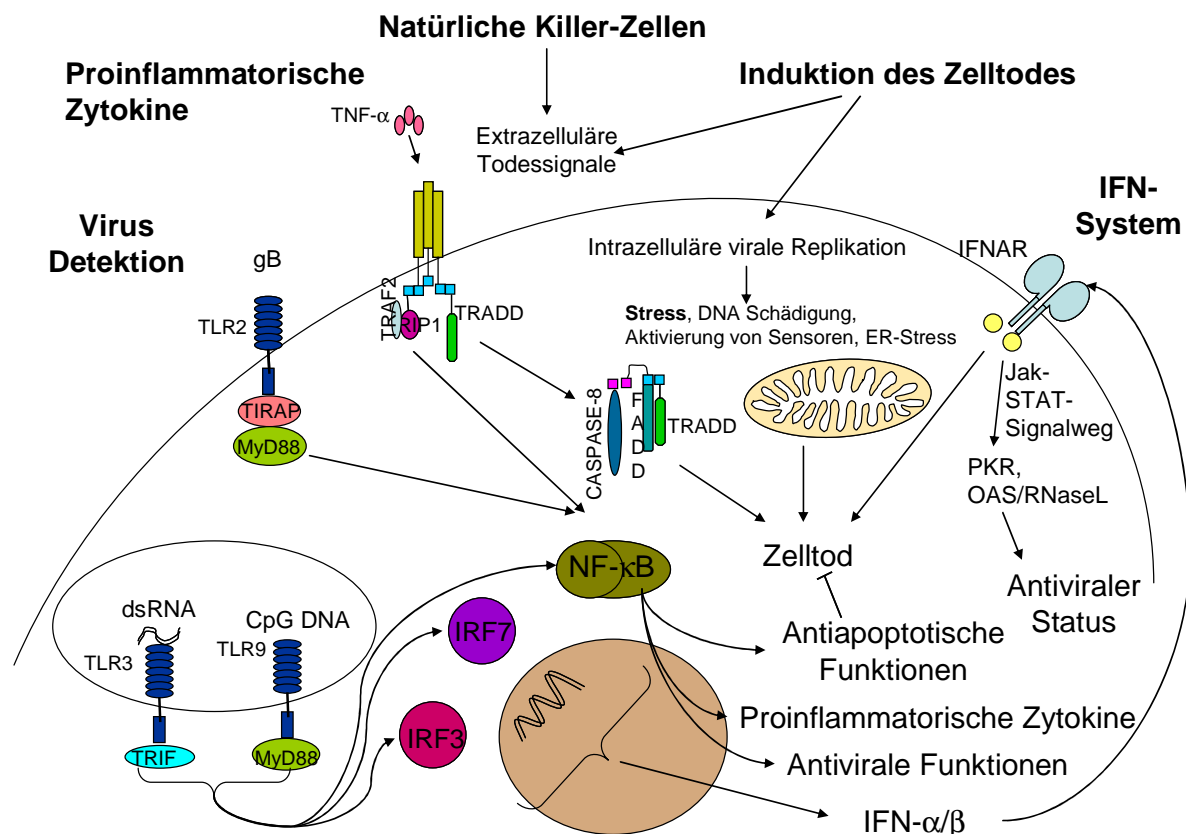 Natürliche Killer-Zellen
Proinflammatorische
Zytokine
Induktion des Zelltodes
TNF-α
Extrazelluläre
Todessignale
IFN-
System
Virus
Detektion
Intrazelluläre virale Replikation
IFNAR
gB
TLR2
TRAF2
RIP1
TRADD
Stress, DNA Schädigung,
Aktivierung von Sensoren, ER-Stress
TIRAP
MyD88
CASPASE-8
F
A
D
D
TRADD
Jak-
STAT-
Signalweg
PKR,
OAS/RNaseL
NF-κB
Zelltod
Antiviraler
Status
dsRNA
CpG DNA
TLR3
TLR9
IRF7
Antiapoptotische
Funktionen
TRIF
MyD88
IRF3
Proinflammatorische Zytokine
Antivirale Funktionen
IFN-α/β